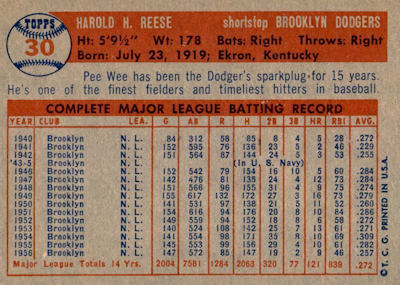 TOPPS
30
HAROLD H. REESE shortstop BROOKLYN DODGERS
Ht: 5'9½" Wt: 178 Bats: Right Throws: Right
Born: July 23, 1919; Ekron, Kentucky
Pee Wee has been the Dodger's sparkplug for 15 years.
He's one of the finest fielders and timeliest hitters in baseball.
COMPLETE MAJOR LEAGUE BATTING RECORD
YEAR CLUB LEA. G AB R H 2B 3B HR RBI AVG.
1940 Brooklyn N.L. 84 312 58 85 8 4 5 28 .272
1941 Brooklyn N.L. 152 595 76 136 23 5 2 46 .229
1942 Brooklyn N.L. 151 564 87 144 24 5 3 53 .255
'43-5 (In U.S. Navy)
1946 Brooklyn N.L. 152 542 79 154 16 10 5 60 .284
1947 Brooklyn N.L. 142 476 81 135 24 4 12 73 .284
1948 Brooklyn N.L. 151 566 96 155 31 4 9 75 .274
1949 Brooklyn N.L. 155 617 132 172 27 3 16 73 .279
1950 Brooklyn N.L. 141 531 97 138 21 5 11 52 .260
1951 Brooklyn N.L. 154 616 94 176 20 8 10 84 .286
1952 Brooklyn N.L. 149 559 94 152 18 8 6 58 .272
1953 Brooklyn N.L. 140 524 108 142 25 7 13 61 .271
1954 Brooklyn N.L. 141 554 98 171 35 8 10 69 .309
1955 Brooklyn N.L. 145 553 99 156 29 4 10 61 .282
1956 Brooklyn N.L. 147 572 85 147 19 2 9 46 .257
Major League Totals 14 Yrs. 2004 7581 1284 2063 320 77 121 839 .272
© T.C.G. PRINTED IN U.S.A.